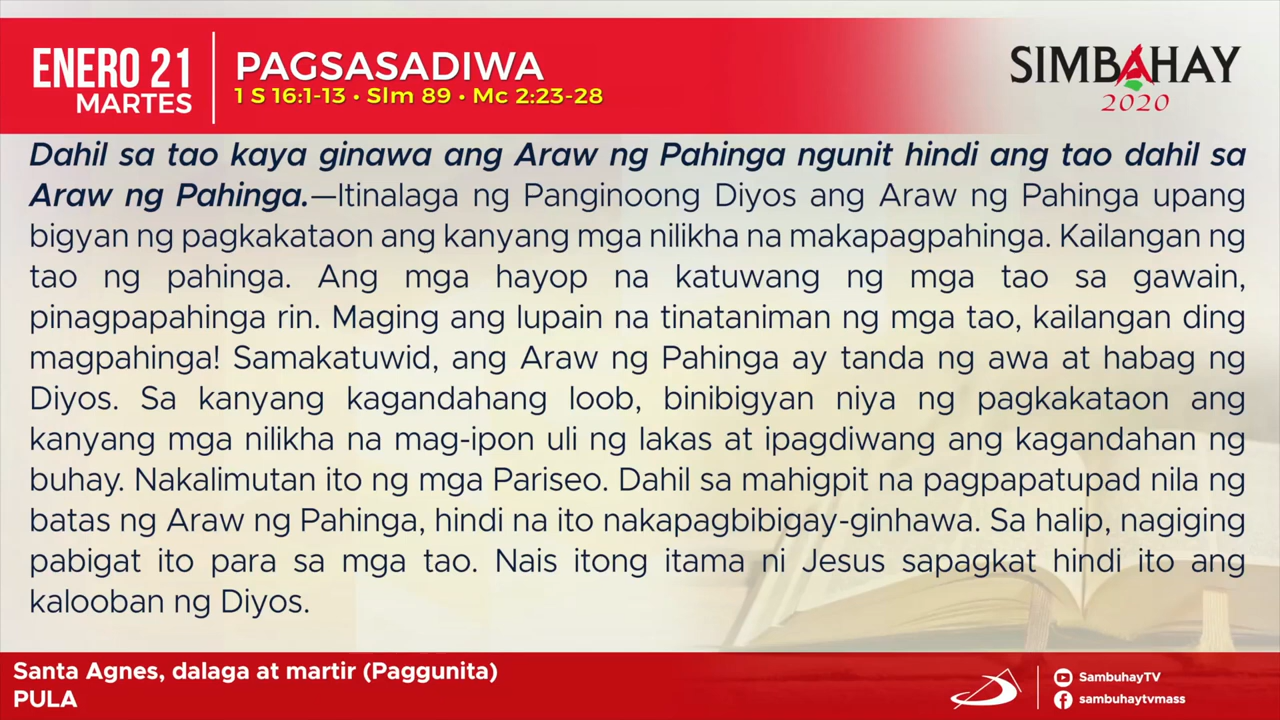 ENERO 21
MARTES
PAGSASADIWA
1 S 16:1-13 • Slm 89 • Mc 2:23-28
SIMBAHAY
2020
Dahil sa tao kaya ginawa ang Araw ng Pahinga ngunit hindi ang tao dahil sa
Araw ng Pahinga.—Itinalaga ng Panginoong Diyos ang Araw ng Pahinga upang
bigyan ng pagkakataon ang kanyang mga nilikha na makapagpahinga. Kailangan ng
tao ng pahinga. Ang mga hayop na katuwang ng mga tao sa gawain,
pinagpapahinga rin. Maging ang lupain na tinataniman ng mga tao, kailangan ding
magpahinga! Samakatuwid, ang Araw ng Pahinga ay tanda ng awa at habag ng
Diyos. Sa kanyang kagandahang loob, binibigyan niya ng pagkakataon ang
kanyang mga nilikha na mag-ipon uli ng lakas at ipagdiwang ang kagandahan ng
buhay. Nakalimutan ito ng mga Pariseo. Dahil sa mahigpit na pagpapatupad nila ng
batas ng Araw ng Pahinga, hindi na ito nakapagbibigay-ginhawa. Sa halip, nagiging
pabigat ito para sa mga tao. Nais itong itama ni Jesus sapagkat hindi ito ang
kalooban ng Diyos.
Santa Agnes, dalaga at martir (Paggunita)
PULA
SambuhayTV
sambuhaytvmass